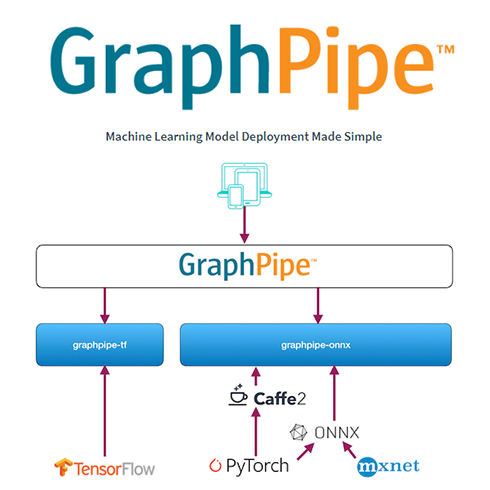 GraphPipe™
Machine Learning Model Deployment Made Simple
GraphPipe™
graphpipe-tf
graphpipe-onnx
Caffe2
ONNX
TensorFlow
PyTorch
mxnet